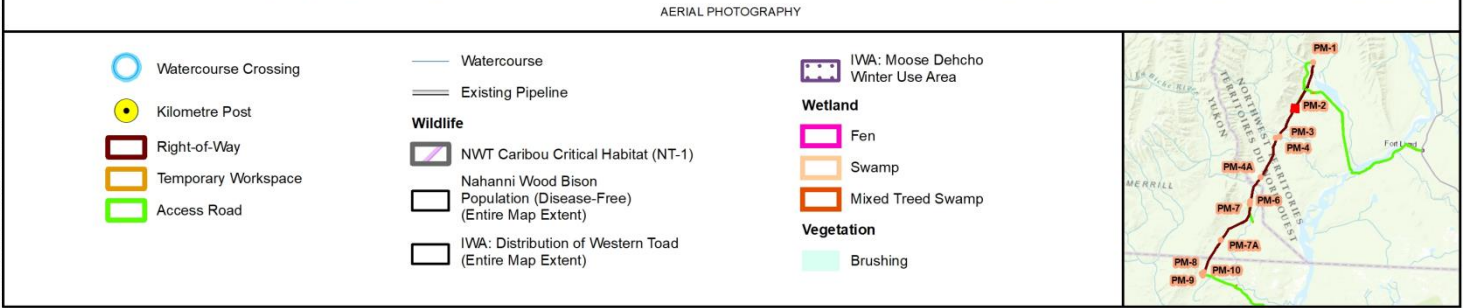 AERIAL PHOTOGRAPHY
Watercourse Crossing
Kilometre Post
Right-of-Way
Temporary Workspace
Access Road
Watercourse
Existing Pipeline
Wildlife
NWT Caribou Critical Habitat (NT-1)
Nahanni Wood Bison
Population (Disease-Free)
(Entire Map Extent)
IWA: Distribution of Western Toad
(Entire Map Extent)
IWA: Moose Dehcho
Winter Use Area
Wetland
Fen
Swamp
Mixed Treed Swamp
Vegetation
Brushing
PM-1
PM-2
PM-3
PM-4
PM-4A
PM-6
PM-7
PM-7A
PM-8
PM-10
PM-9
YUKON
NORTHWEST TERRITORIES
TERRITOIRES DU NORD-OUEST
MERRILL
Fort Liard